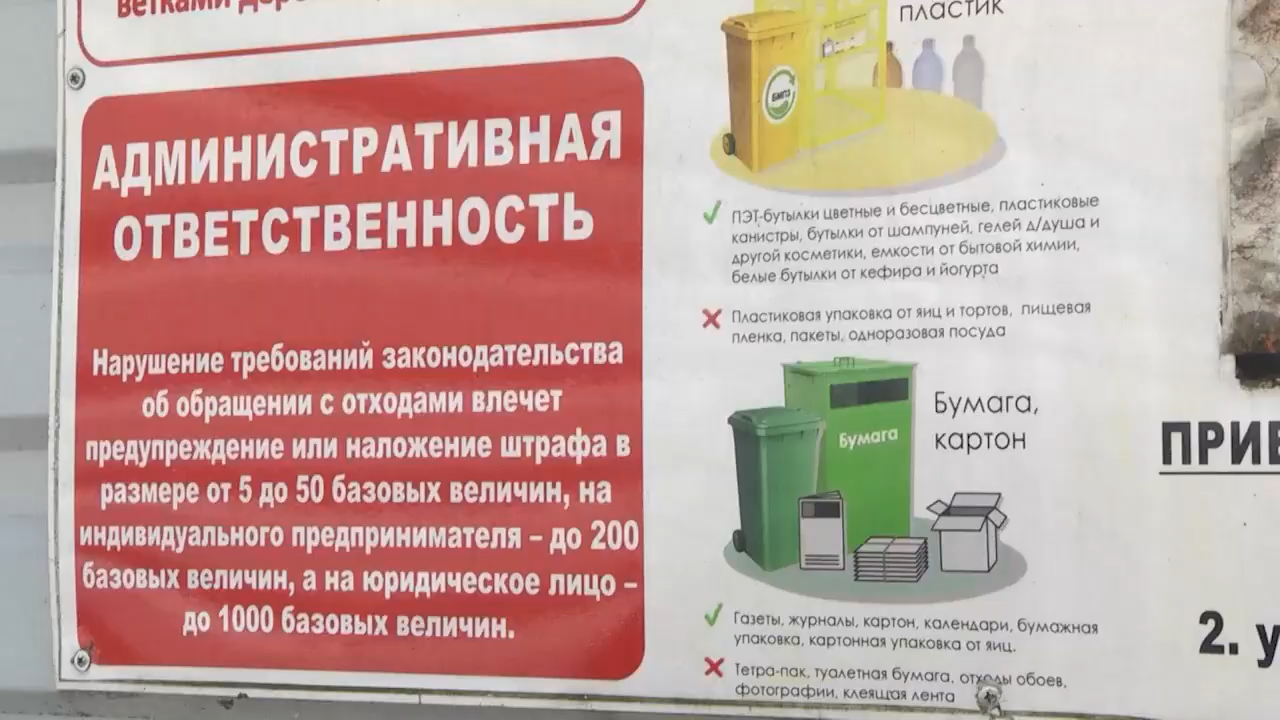 ветками
АДМИНИСТРАТИВНАЯ
ОТВЕТСТВЕННОСТЬ
Нарушение требований законодательства
об обращении с отходами влечет
предупреждение или наложение штрафа в
размере от 5 до 50 базовых величин, на
индивидуального предпринимателя – до 200
базовых величин, а на юридическое лицо –
до 1000 базовых величин.
пластик
ПЭТ-бутылки цветные и бесцветные, пластиковые
канистры, бутылки от шампуней, гелей д/душа и
другой косметики, емкости от бытовой химии,
белые бутылки от кефира и йогурта
Пластиковая упаковка от яиц и тортов, пищевая
пленка, пакеты, одноразовая посуда
Бумага
Бумага,
картон
Газеты, журналы, картон, календари, бумажная
упаковка, картонная упаковка от яиц.
Тетра-пак, туалетная бумага, отходы обоев,
фотографии, клеящая лента
2.